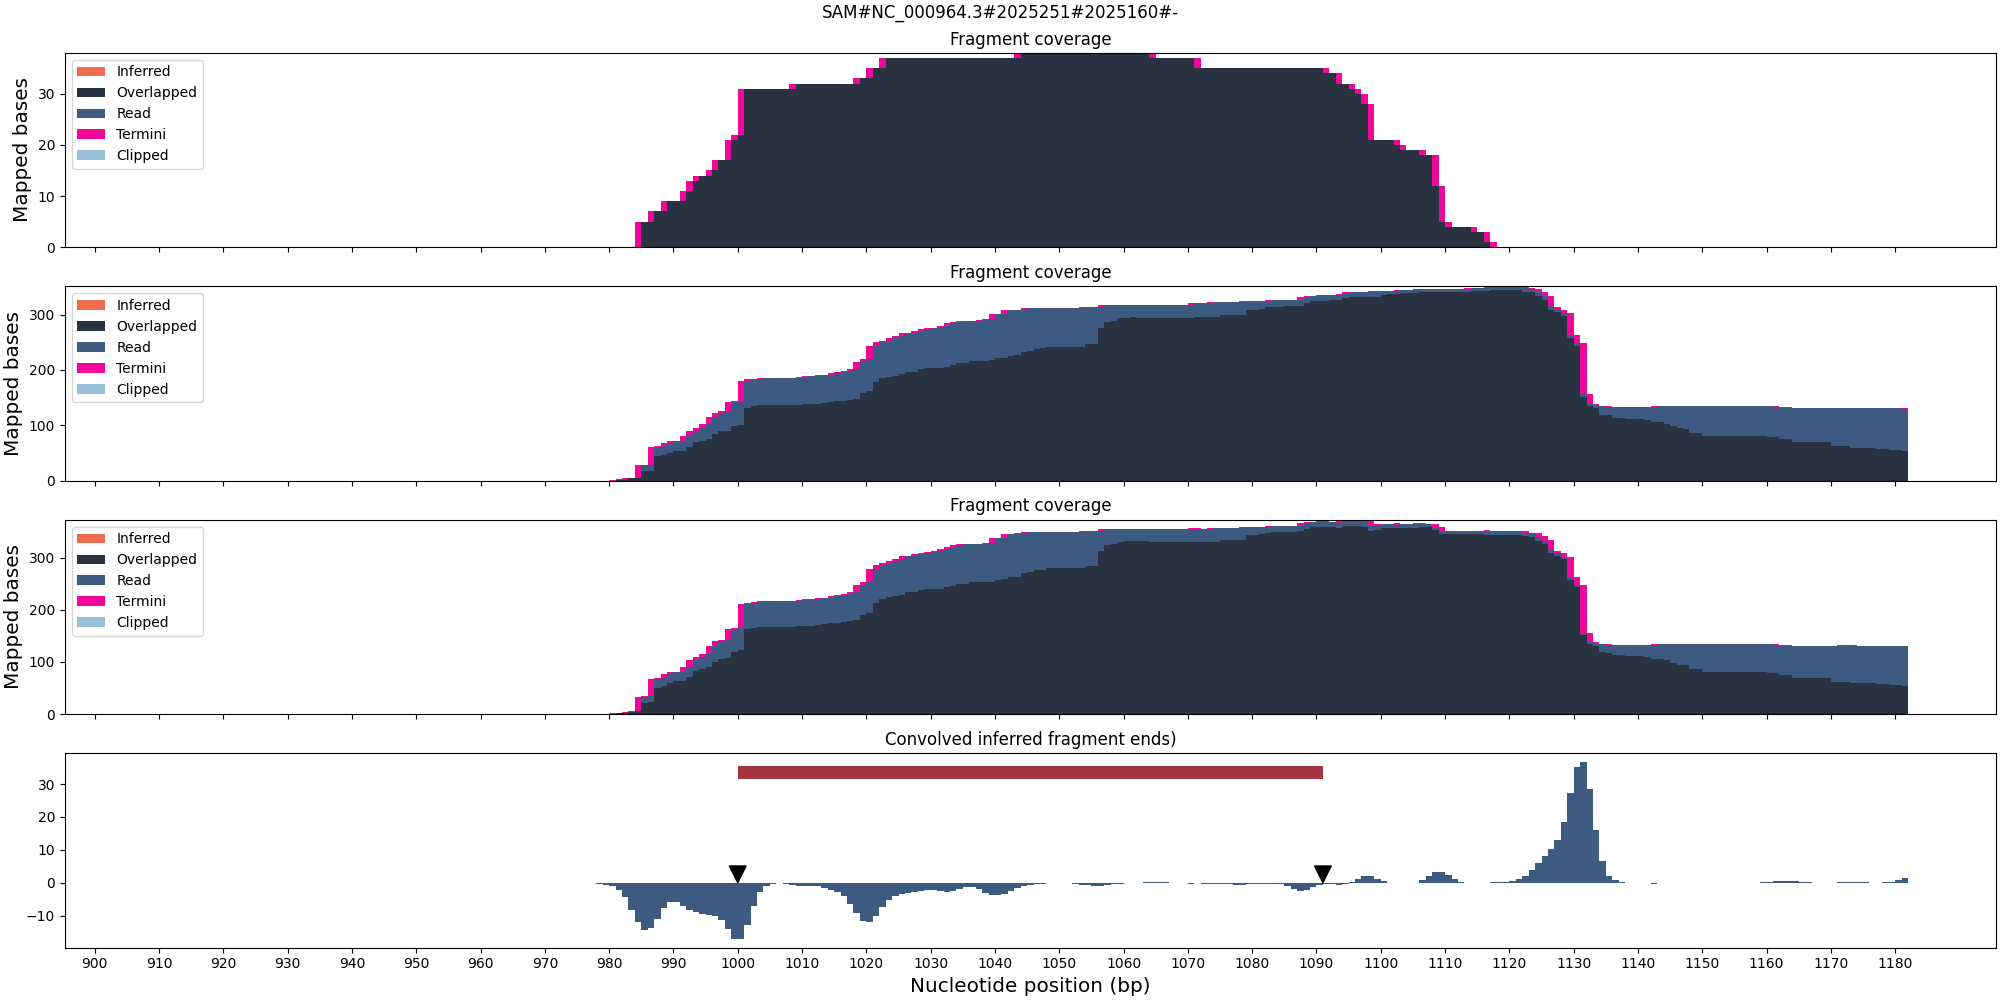 SAM#NC_000964.3#2025251#2025160#-
Fragment coverage
Mapped bases
30
20
10
0
Inferred
Overlapped
Read
Termini
Clipped
Fragment coverage
Mapped bases
300
200
100
0
Inferred
Overlapped
Read
Termini
Clipped
Fragment coverage
Mapped bases
300
200
100
0
Inferred
Overlapped
Read
Termini
Clipped
Convolved inferred fragment ends)
30
20
10
0
−10
900 910 920 930 940 950 960 970 980 990 1000 1010 1020 1030 1040 1050 1060 1070 1080 1090 1100 1110 1120 1130 1140 1150 1160 1170 1180
Nucleotide position (bp)